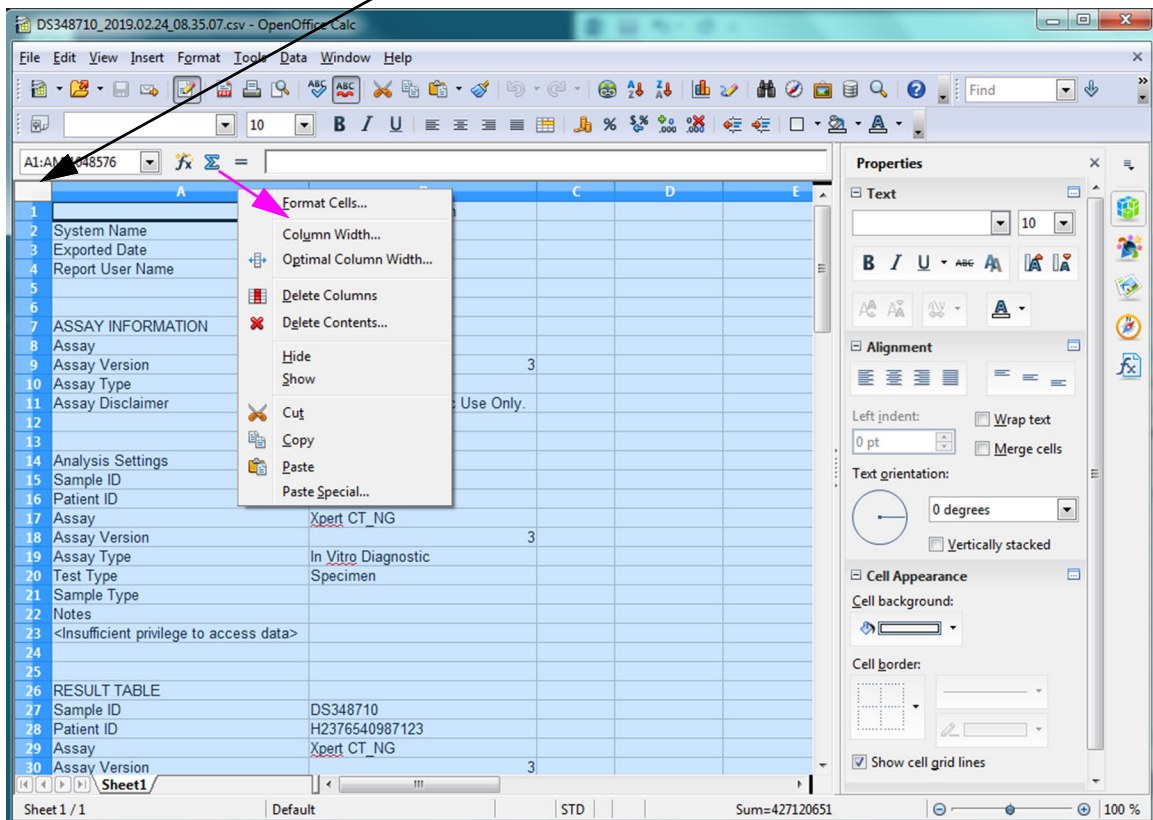 DS348710_2019.02.24_08.35.07.csv - OpenOffice Calc
File Edit View Insert Format Tools Data Window Help
ABC ABC Find
10 B I U % $% .000 .000 A
A1:AM1048576 fx Σ =
Properties
A C D E
Text
10
B I U ABC
Alignment
Left indent: Wrap text
0 pt Merge cells
Text orientation:
0 degrees
Vertically stacked
Cell Appearance
Cell background:
Cell border:
Show cell grid lines
Format Cells...
Column Width...
Optimal Column Width...
Delete Columns
Delete Contents...
Hide
Show
Cut
Copy
Paste
Paste Special...
1
2 System Name
3 Exported Date
4 Report User Name
5
6
7 ASSAY INFORMATION
8 Assay
9 Assay Version 3
10 Assay Type
11 Assay Disclaimer Use Only.
12
13
14 Analysis Settings
15 Sample ID
16 Patient ID
17 Assay Xpert CT_NG
18 Assay Version 3
19 Assay Type In Vitro Diagnostic
20 Test Type Specimen
21 Sample Type
22 Notes
23 <Insufficient privilege to access data>
24
25
26 RESULT TABLE
27 Sample ID DS348710
28 Patient ID H2376540987123
29 Assay Xpert CT_NG
30 Assay Version 3
Sheet1
Sheet 1 / 1 Default STD Sum=427120651 100 %